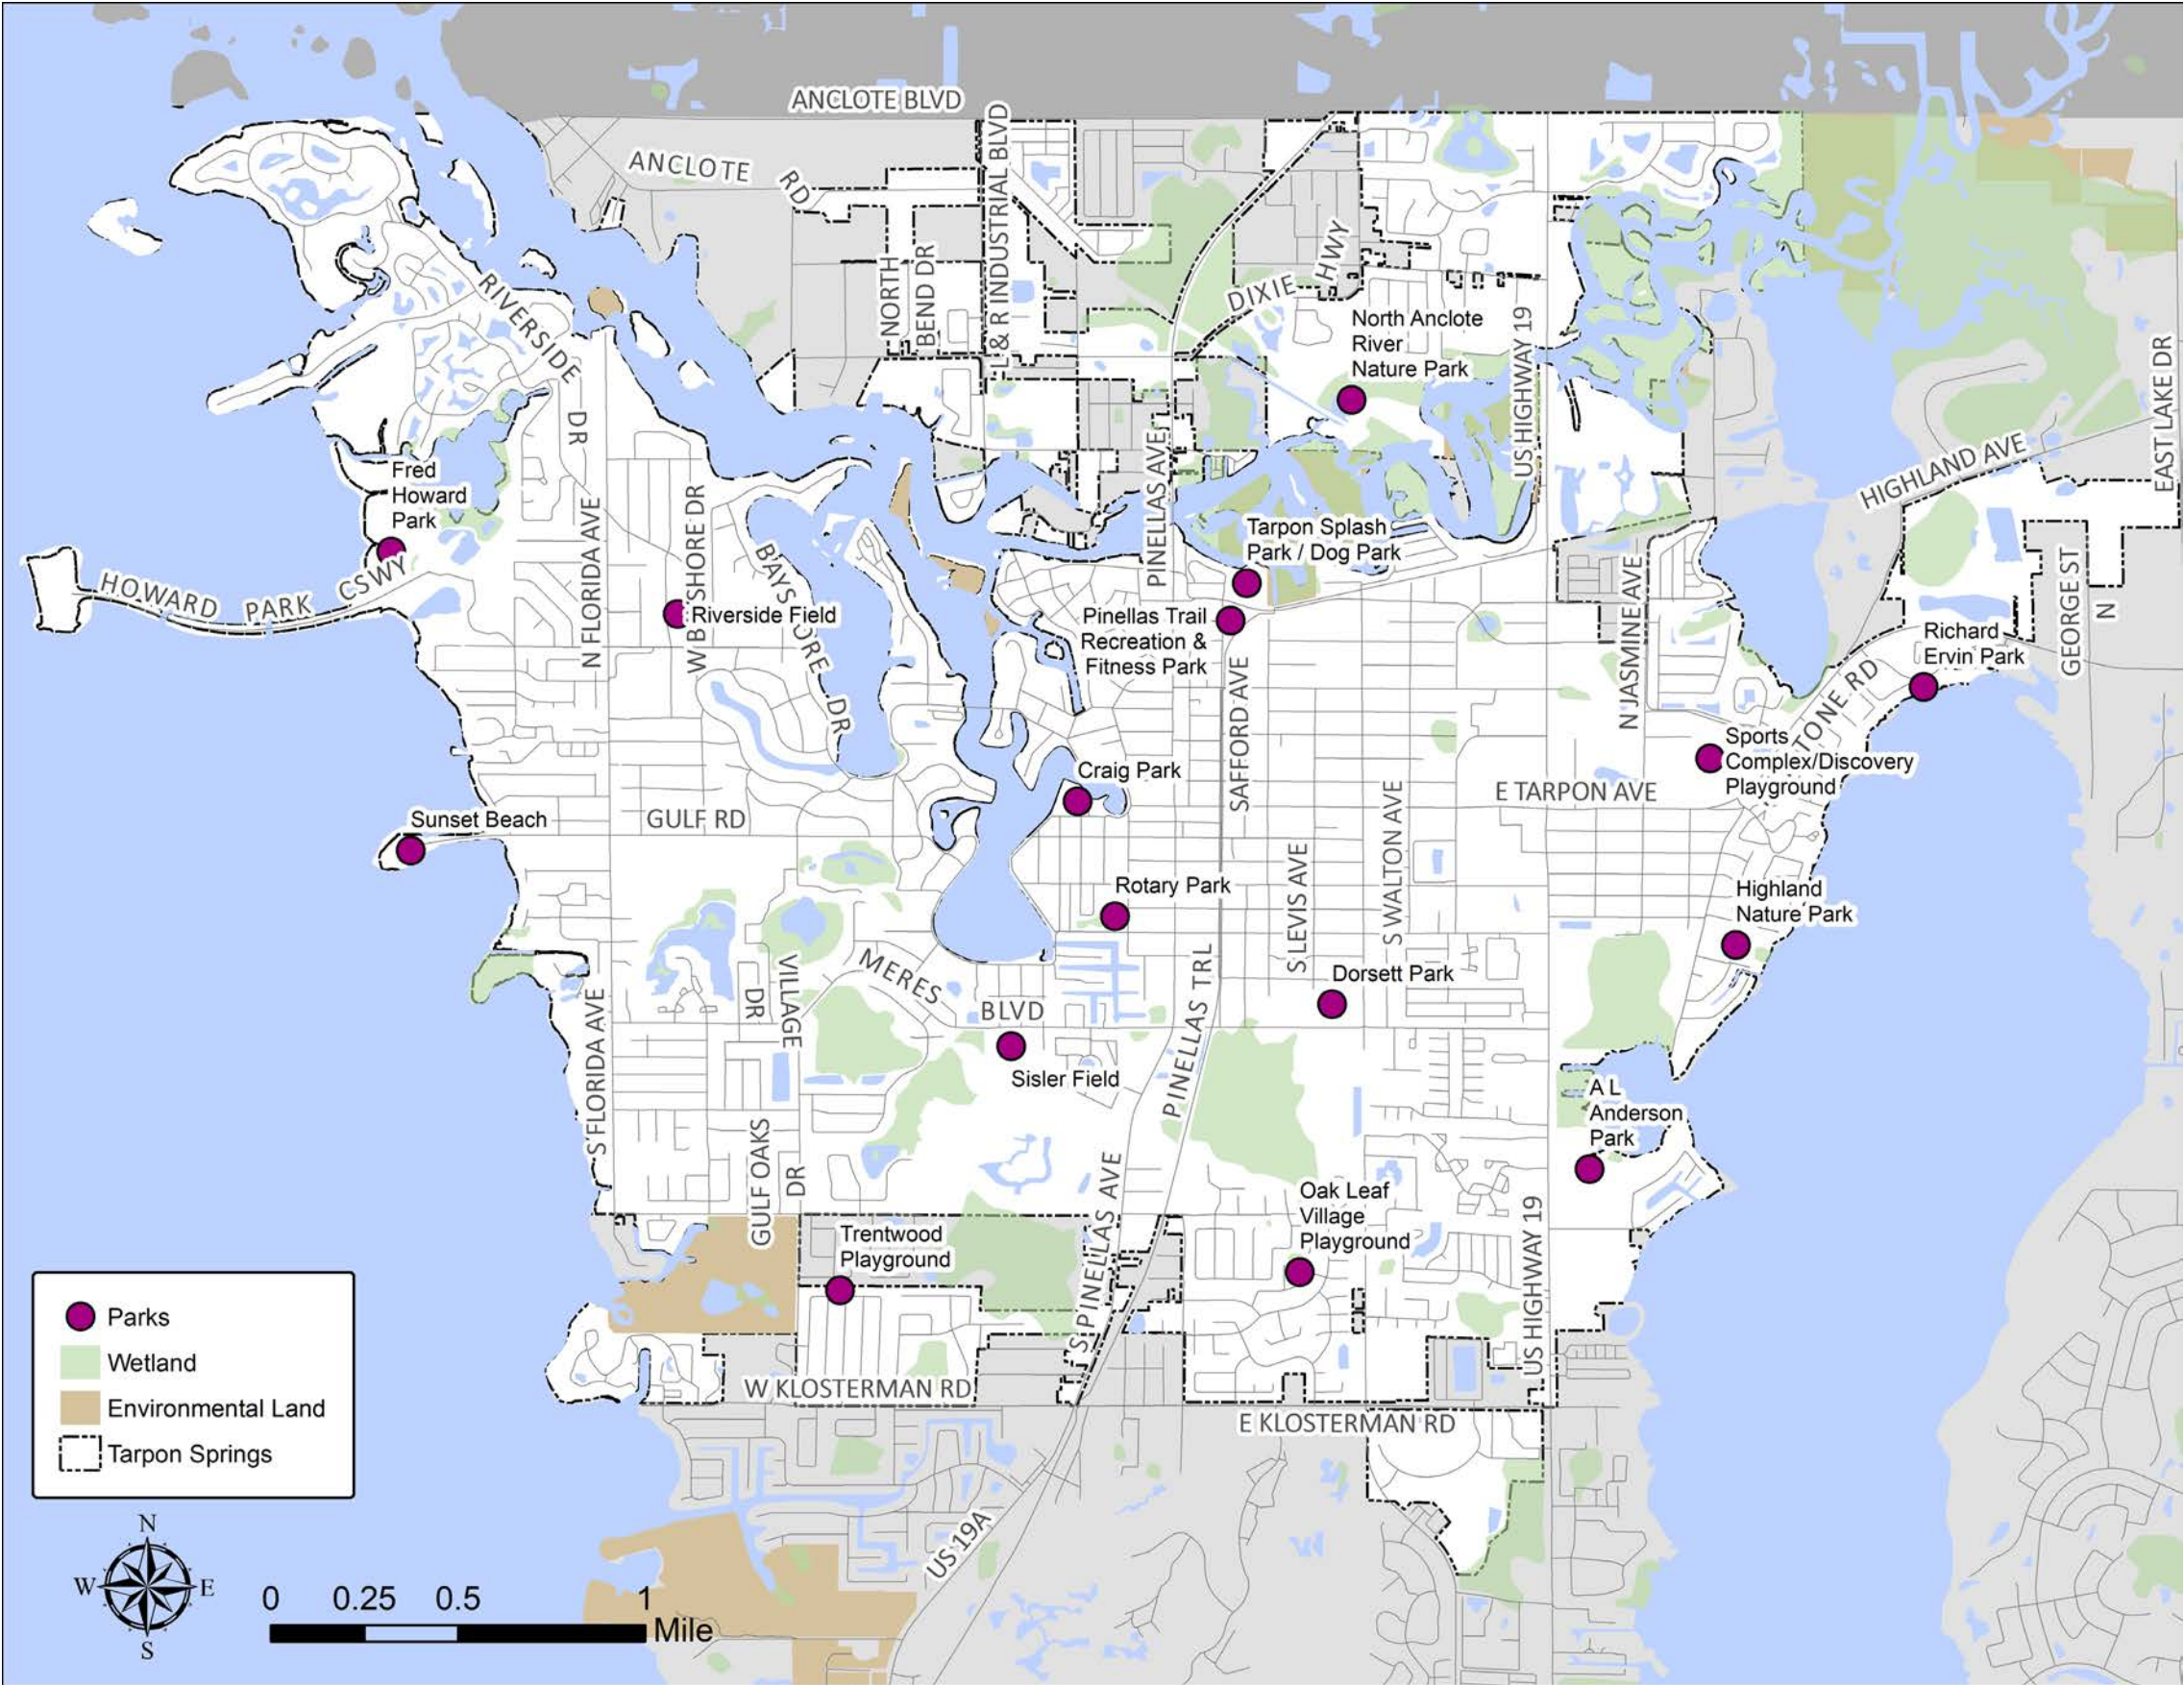 ANCLOTE BLVD
ANCLOTE
RD
NORTH
BEND DR
& R INDUSTRIAL BLVD
DIXIE
HWY
RIVERSIDE
DR
North Anclote
River
Nature Park
US HIGHWAY 19
EAST LAKE DR
HIGHLAND AVE
Fred
Howard
Park
HOWARD
PARK
CSWY
N FLORIDA AVE
PINELLAS AVE
Tarpon Splash
Park / Dog Park
Riverside Field
DR
Pinellas Trail
Recreation &
Fitness Park
SAFFORD AVE
N JASMINE AVE
GEORGE ST
N
Richard
Ervin Park
TONE RD
Sports
Complex/Discovery
Playground
Craig Park
E TARPON AVE
Sunset Beach
GULF RD
S WALTON AVE
S LEVIS AVE
Rotary Park
Highland
Nature Park
VILLAGE
DR
MERES
BLVD
PINELLAS TRL
Dorsett Park
S FLORIDA AVE
Sisler Field
A L
Anderson
Park
GULF OAKS
DR
S PINELLAS AVE
Oak Leaf
Village
Playground
US HIGHWAY 19
Trentwood
Playground
W KLOSTERMAN RD
E KLOSTERMAN RD
US 19A
Parks
Wetland
Environmental Land
Tarpon Springs
N
W
E
S
0 0.25 0.5 1
Mile